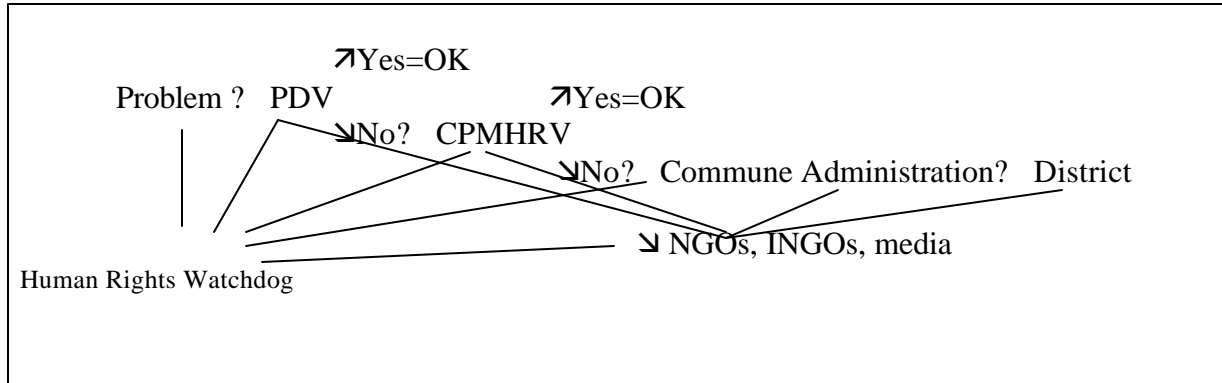 ↗Yes=OK
Problem ? PDV ↗Yes=OK
↘No? CPMHRV
↘No? Commune Administration? District
↘ NGOs, INGOs, media
Human Rights Watchdog